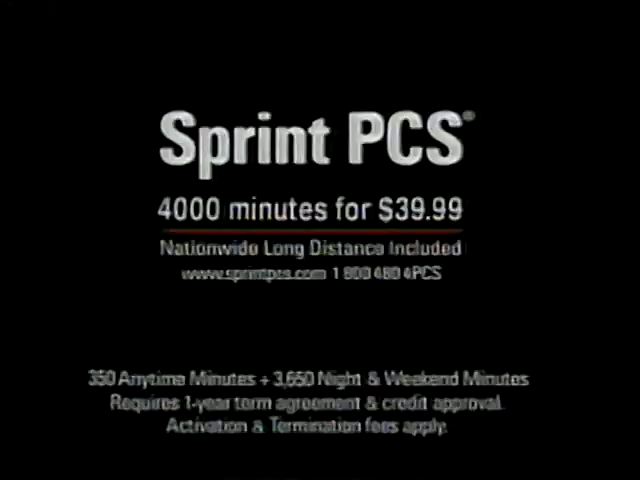 Sprint PCS®
4000 minutes for $39.99
Nationwide Long Distance Included
www.sprintpcs.com 1 800 480 4PCS
350 Anytime Minutes + 3,650 Night & Weekend Minutes
Requires 1-year term agreement & credit approval.
Activation & Termination fees apply.